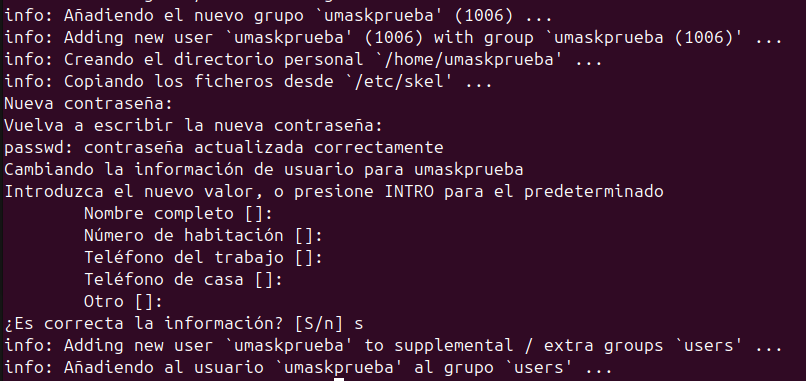 info: Añadiendo el nuevo grupo `umaskprueba' (1006) ...
info: Adding new user `umaskprueba' (1006) with group `umaskprueba (1006)' ...
info: Creando el directorio personal `/home/umaskprueba' ...
info: Copiando los ficheros desde `/etc/skel' ...
Nueva contraseña:
Vuelva a escribir la nueva contraseña:
passwd: contraseña actualizada correctamente
Cambiando la información de usuario para umaskprueba
Introduzca el nuevo valor, o presione INTRO para el predeterminado
Nombre completo []:
Número de habitación []:
Teléfono del trabajo []:
Teléfono de casa []:
Otro []:
¿Es correcta la información? [S/n] s
info: Adding new user `umaskprueba' to supplemental / extra groups `users' ...
info: Añadiendo al usuario `umaskprueba' al grupo `users' ...